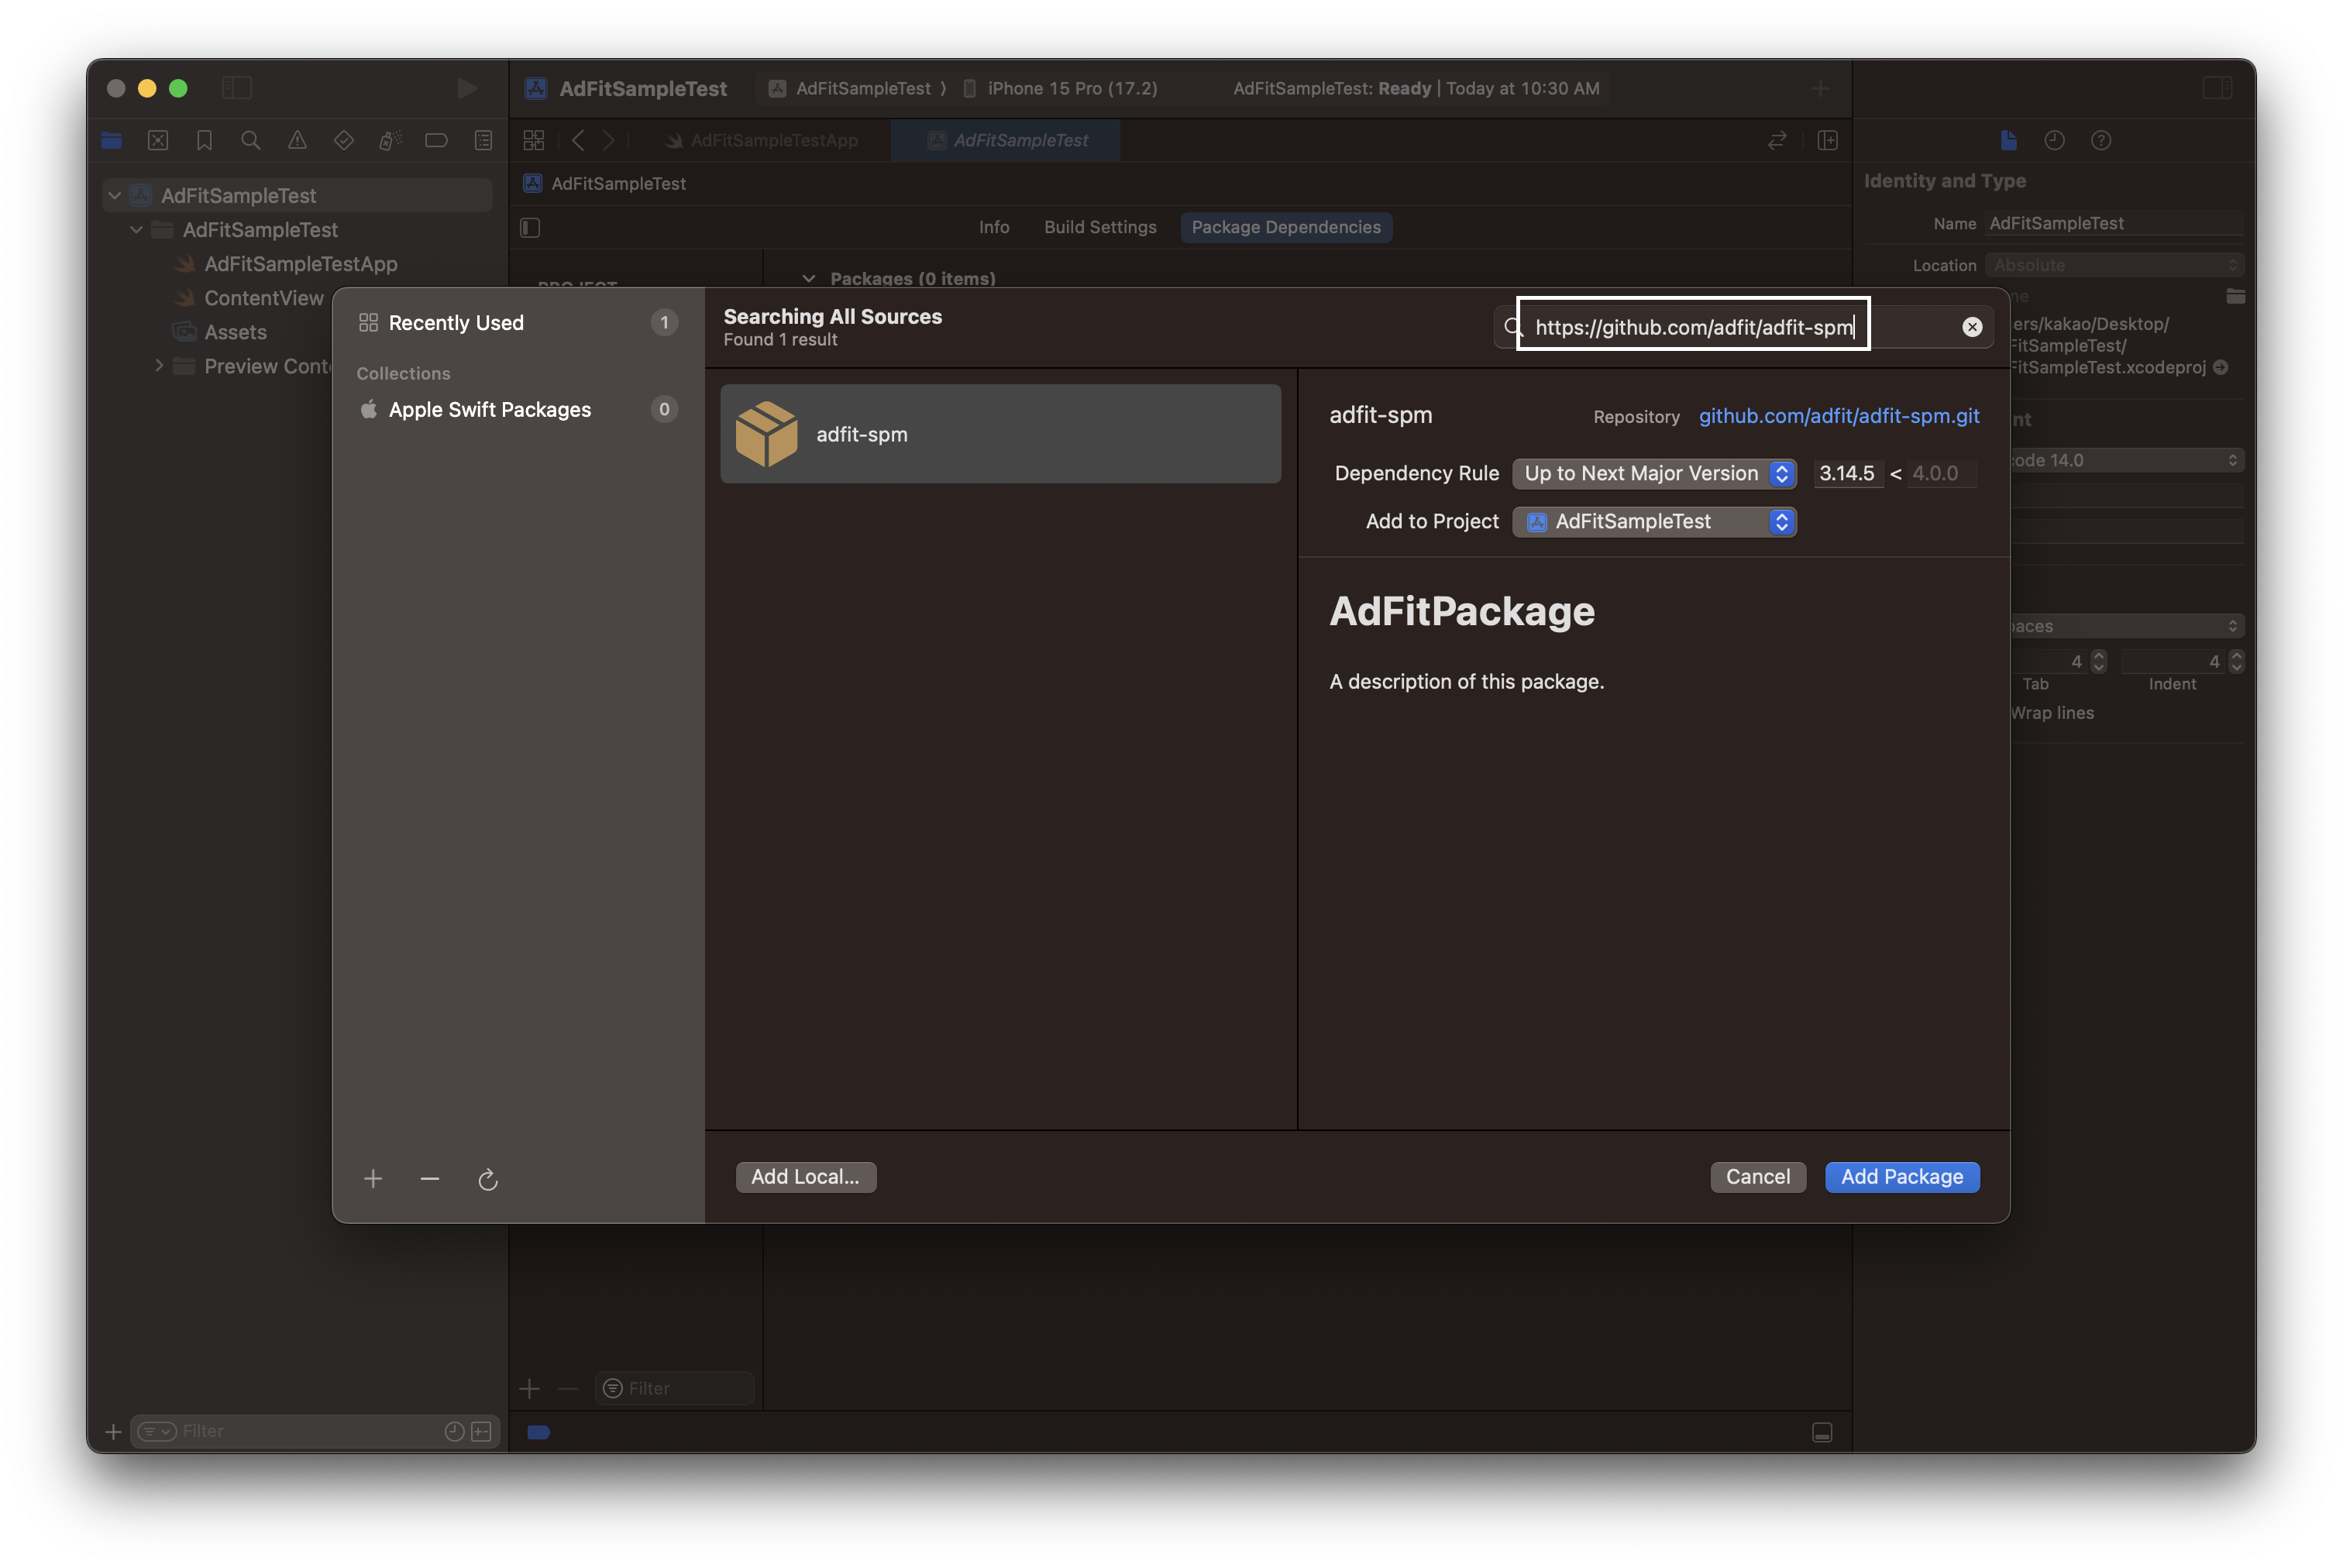 AdFitSampleTest
AdFitSampleTest
iPhone 15 Pro (17.2)
AdFitSampleTest: Ready | Today at 10:30 AM
AdFitSampleTestApp
AdFitSampleTest
AdFitSampleTest
Info
Build Settings
Package Dependencies
Packages (0 items)
AdFitSampleTest
AdFitSampleTest
AdFitSampleTestApp
ContentView
Assets
Preview Conte
Identity and Type
Name AdFitSampleTest
Location Absolute
ne
ers/kakao/Desktop/
FitSampleTest/
FitSampleTest.xcodeproj
nt
code 14.0
paces
4 4
Tab Indent
Wrap lines
Recently Used 1
Collections
Apple Swift Packages 0
Searching All Sources
Found 1 result
https://github.com/adfit/adfit-spm
adfit-spm
adfit-spm
Repository github.com/adfit/adfit-spm.git
Dependency Rule Up to Next Major Version 3.14.5 < 4.0.0
Add to Project AdFitSampleTest
AdFitPackage
A description of this package.
Add Local...
Cancel
Add Package
Filter
Filter